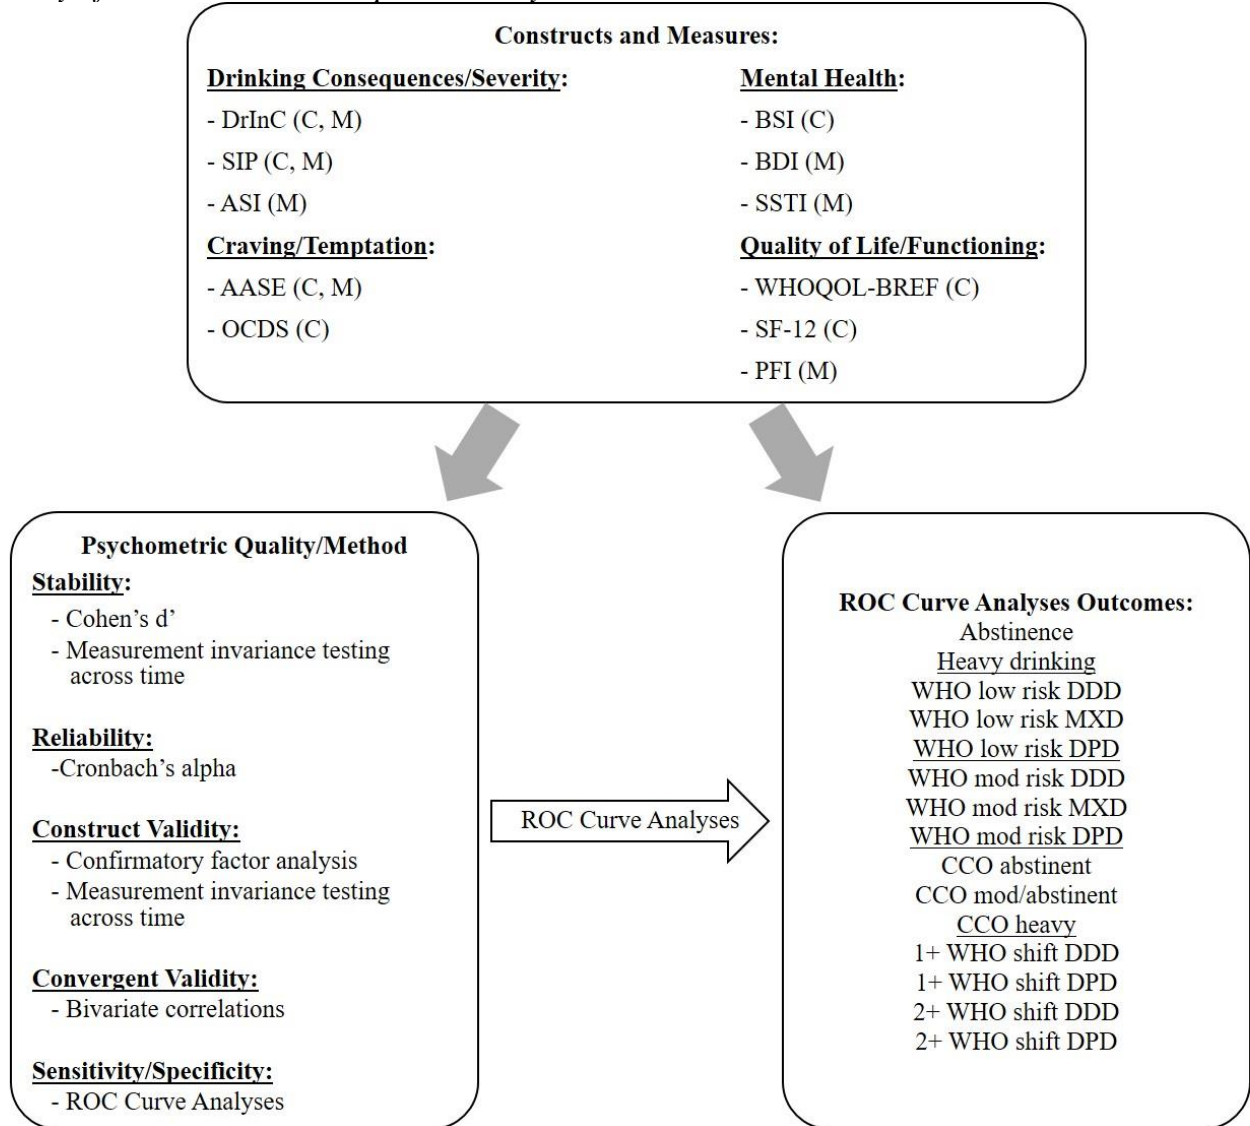 Constructs and Measures:
Drinking Consequences/Severity:
- DrInC (C, M)
- SIP (C, M)
- ASI (M)
Craving/Temptation:
- AASE (C, M)
- OCDS (C)
Mental Health:
- BSI (C)
- BDI (M)
- SSTI (M)
Quality of Life/Functioning:
- WHOQOL-BREF (C)
- SF-12 (C)
- PFI (M)
Psychometric Quality/Method
Stability:
- Cohen's d’
- Measurement invariance testing
across time
Reliability:
-Cronbach's alpha
Construct Validity:
- Confirmatory factor analysis
- Measurement invariance testing
across time
Convergent Validity:
- Bivariate correlations
Sensitivity/Specificity:
- ROC Curve Analyses
ROC Curve Analyses
ROC Curve Analyses Outcomes:
Abstinence
Heavy drinking
WHO low risk DDD
WHO low risk MXD
WHO low risk DPD
WHO mod risk DDD
WHO mod risk MXD
WHO mod risk DPD
CCO abstinent
CCO mod/abstinent
CCO heavy
1+ WHO shift DDD
1+ WHO shift DPD
2+ WHO shift DDD
2+ WHO shift DPD